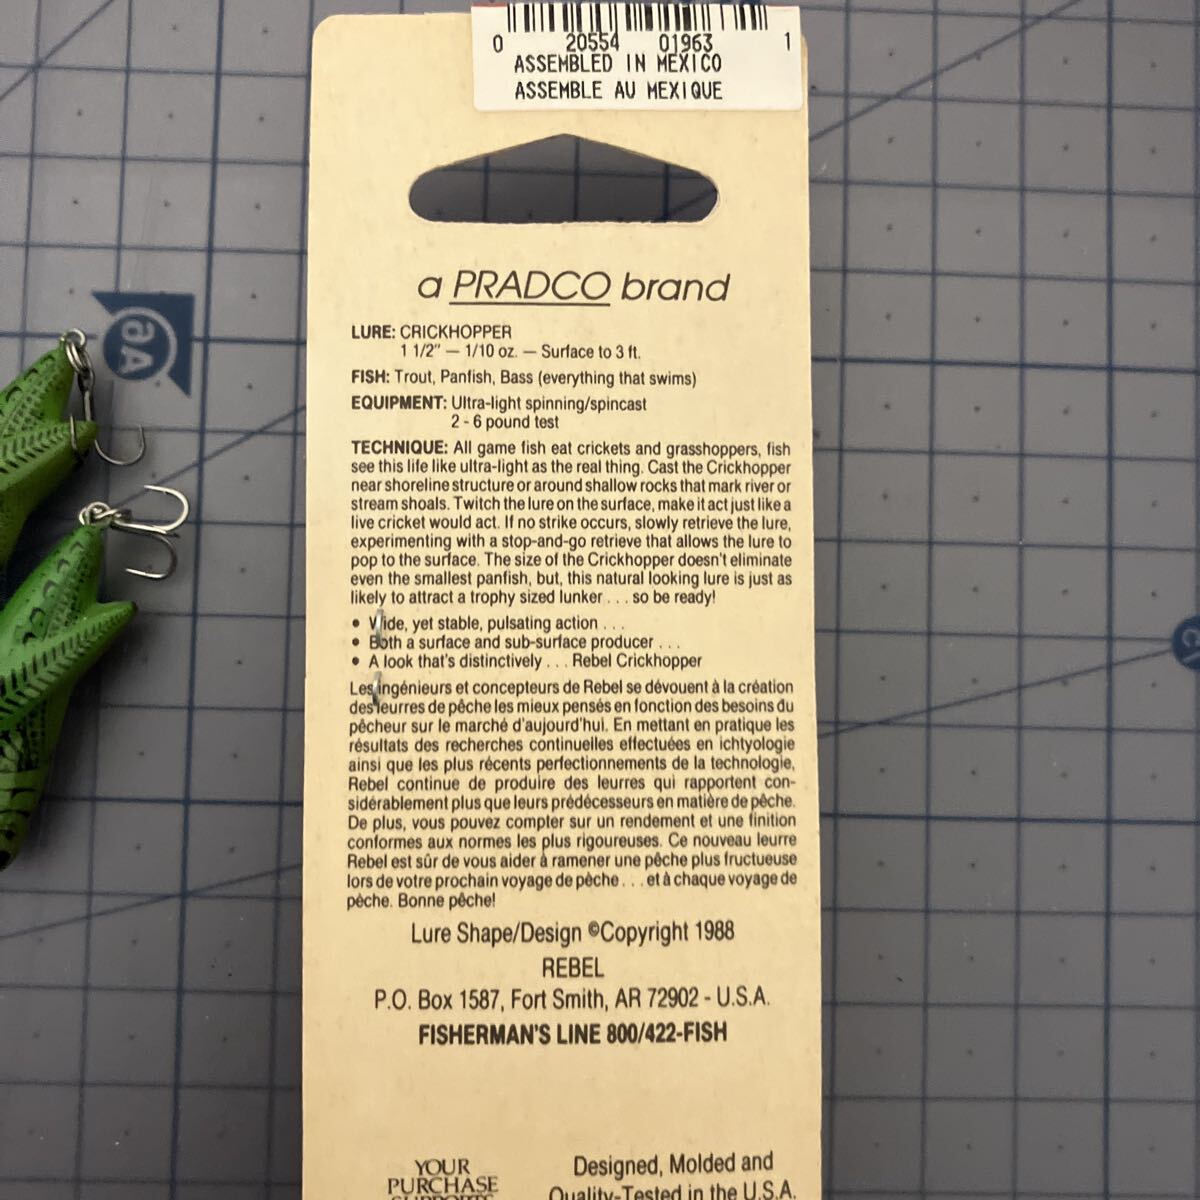 0 20554 01963 1
ASSEMBLED IN MEXICO
ASSEMBLE AU MEXIQUE
a PRADCO brand
LURE: CRICKHOPPER
1 1/2" — 1/10 oz. — Surface to 3 ft.
FISH: Trout, Panfish, Bass (everything that swims)
EQUIPMENT: Ultra-light spinning/spincast
2 - 6 pound test
TECHNIQUE: All game fish eat crickets and grasshoppers, fish
see this life like ultra-light as the real thing. Cast the Crickhopper
near shoreline structure or around shallow rocks that mark river or
stream shoals. Twitch the lure on the surface, make it act just like a
live cricket would act. If no strike occurs, slowly retrieve the lure,
experimenting with a stop-and-go retrieve that allows the lure to
pop to the surface. The size of the Crickhopper doesn't eliminate
even the smallest panfish, but, this natural looking lure is just as
likely to attract a trophy sized lunker . . . so be ready!
• Wide, yet stable, pulsating action . . .
• Both a surface and sub-surface producer . . .
• A look that's distinctively . . . Rebel Crickhopper
Les ingénieurs et concepteurs de Rebel se dévouent à la création
des leurres de pêche les mieux pensés en fonction des besoins du
pêcheur sur le marché d'aujourd'hui. En mettant en pratique les
résultats des recherches continuelles effectuées en ichtyologie
ainsi que les plus récents perfectionnements de la technologie,
Rebel continue de produire des leurres qui rapportent con-
sidérablement plus que leurs prédécesseurs en matière de pêche.
De plus, vous pouvez compter sur un rendement et une finition
conformes aux normes les plus rigoureuses. Ce nouveau leurre
Rebel est sûr de vous aider à ramener une pêche plus fructueuse
lors de votre prochain voyage de pêche . . . et à chaque voyage de
pêche. Bonne pêche!
Lure Shape/Design ©Copyright 1988
REBEL
P.O. Box 1587, Fort Smith, AR 72902 - U.S.A.
FISHERMAN'S LINE 800/422-FISH
YOUR
PURCHASE
SUPPORTS
Designed, Molded and
Quality-Tested in the U.S.A.